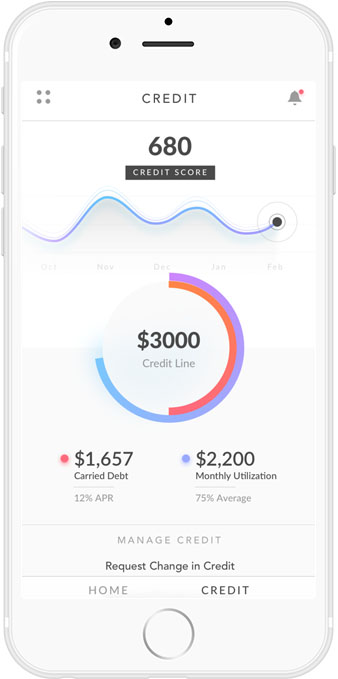 CREDIT
680
CREDIT SCORE
Oct Nov Dec Jan Feb
$3000
Credit Line
$1,657 $2,200
Carried Debt Monthly Utilization
12% APR 75% Average
MANAGE CREDIT
Request Change in Credit
HOME CREDIT